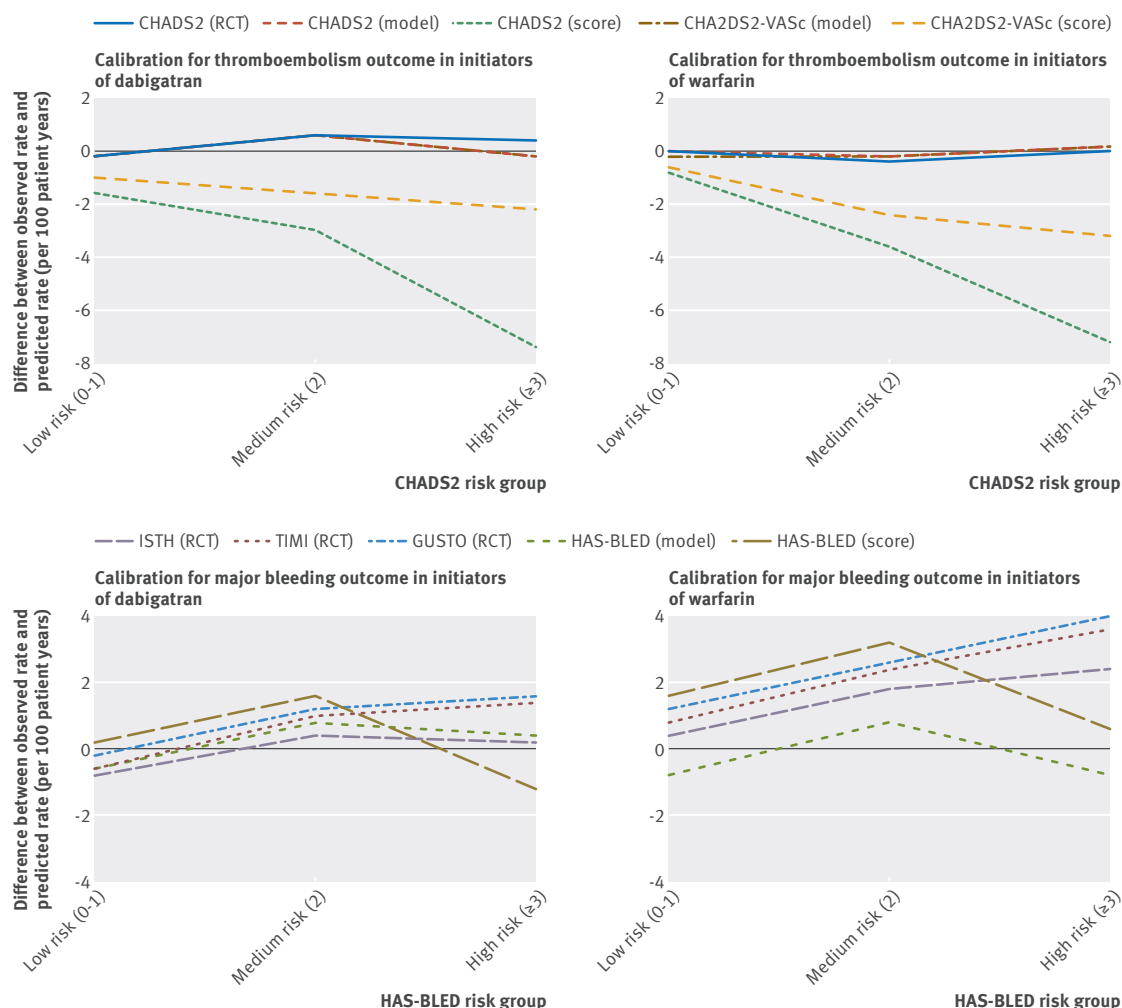 CHADS2 (RCT) CHADS2 (model) CHADS2 (score) CHA2DS2-VASc (model) CHA2DS2-VASc (score)
Calibration for thromboembolism outcome in initiators
of dabigatran
Difference between observed rate and
predicted rate (per 100 patient years)
2
0
-2
-4
-6
-8
Low risk (0-1)
Medium risk (2)
High risk (≥3)
CHADS2 risk group
Calibration for thromboembolism outcome in initiators
of warfarin
2
0
-2
-4
-6
-8
Low risk (0-1)
Medium risk (2)
High risk (≥3)
CHADS2 risk group
ISTH (RCT) TIMI (RCT) GUSTO (RCT) HAS-BLED (model) HAS-BLED (score)
Calibration for major bleeding outcome in initiators
of dabigatran
Difference between observed rate and
predicted rate (per 100 patient years)
4
2
0
-2
-4
Low risk (0-1)
Medium risk (2)
High risk (≥3)
HAS-BLED risk group
Calibration for major bleeding outcome in initiators
of warfarin
4
2
0
-2
-4
Low risk (0-1)
Medium risk (2)
High risk (≥3)
HAS-BLED risk group